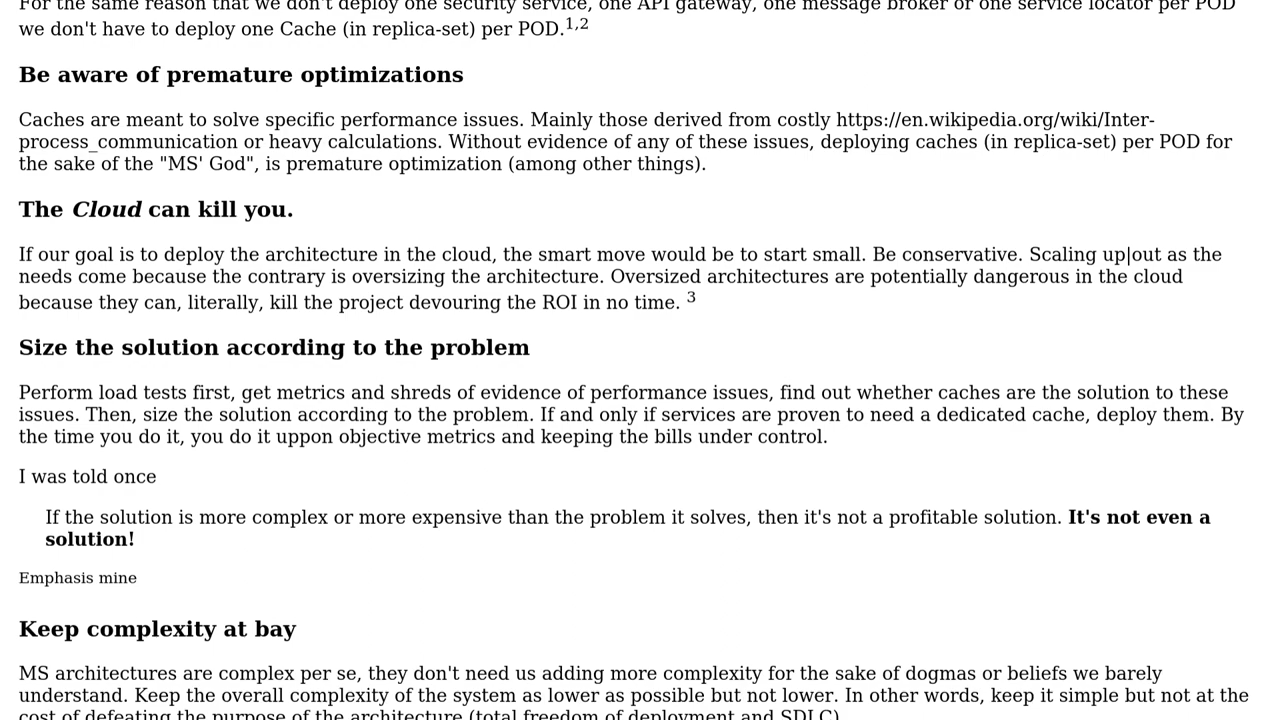 For the same reason that we don't deploy one security service, one API gateway, one message broker or one service locator per POD
we don't have to deploy one Cache (in replica-set) per POD.1,2
Be aware of premature optimizations
Caches are meant to solve specific performance issues. Mainly those derived from costly https://en.wikipedia.org/wiki/Inter-
process_communication or heavy calculations. Without evidence of any of these issues, deploying caches (in replica-set) per POD for
the sake of the "MS' God", is premature optimization (among other things).
The Cloud can kill you.
If our goal is to deploy the architecture in the cloud, the smart move would be to start small. Be conservative. Scaling up|out as the
needs come because the contrary is oversizing the architecture. Oversized architectures are potentially dangerous in the cloud
because they can, literally, kill the project devouring the ROI in no time. 3
Size the solution according to the problem
Perform load tests first, get metrics and shreds of evidence of performance issues, find out whether caches are the solution to these
issues. Then, size the solution according to the problem. If and only if services are proven to need a dedicated cache, deploy them. By
the time you do it, you do it uppon objective metrics and keeping the bills under control.
I was told once
If the solution is more complex or more expensive than the problem it solves, then it's not a profitable solution. It's not even a
solution!
Emphasis mine
Keep complexity at bay
MS architectures are complex per se, they don't need us adding more complexity for the sake of dogmas or beliefs we barely
understand. Keep the overall complexity of the system as lower as possible but not lower. In other words, keep it simple but not at the
cost of defeating the purpose of the architecture (total freedom of deployment and SDLC)